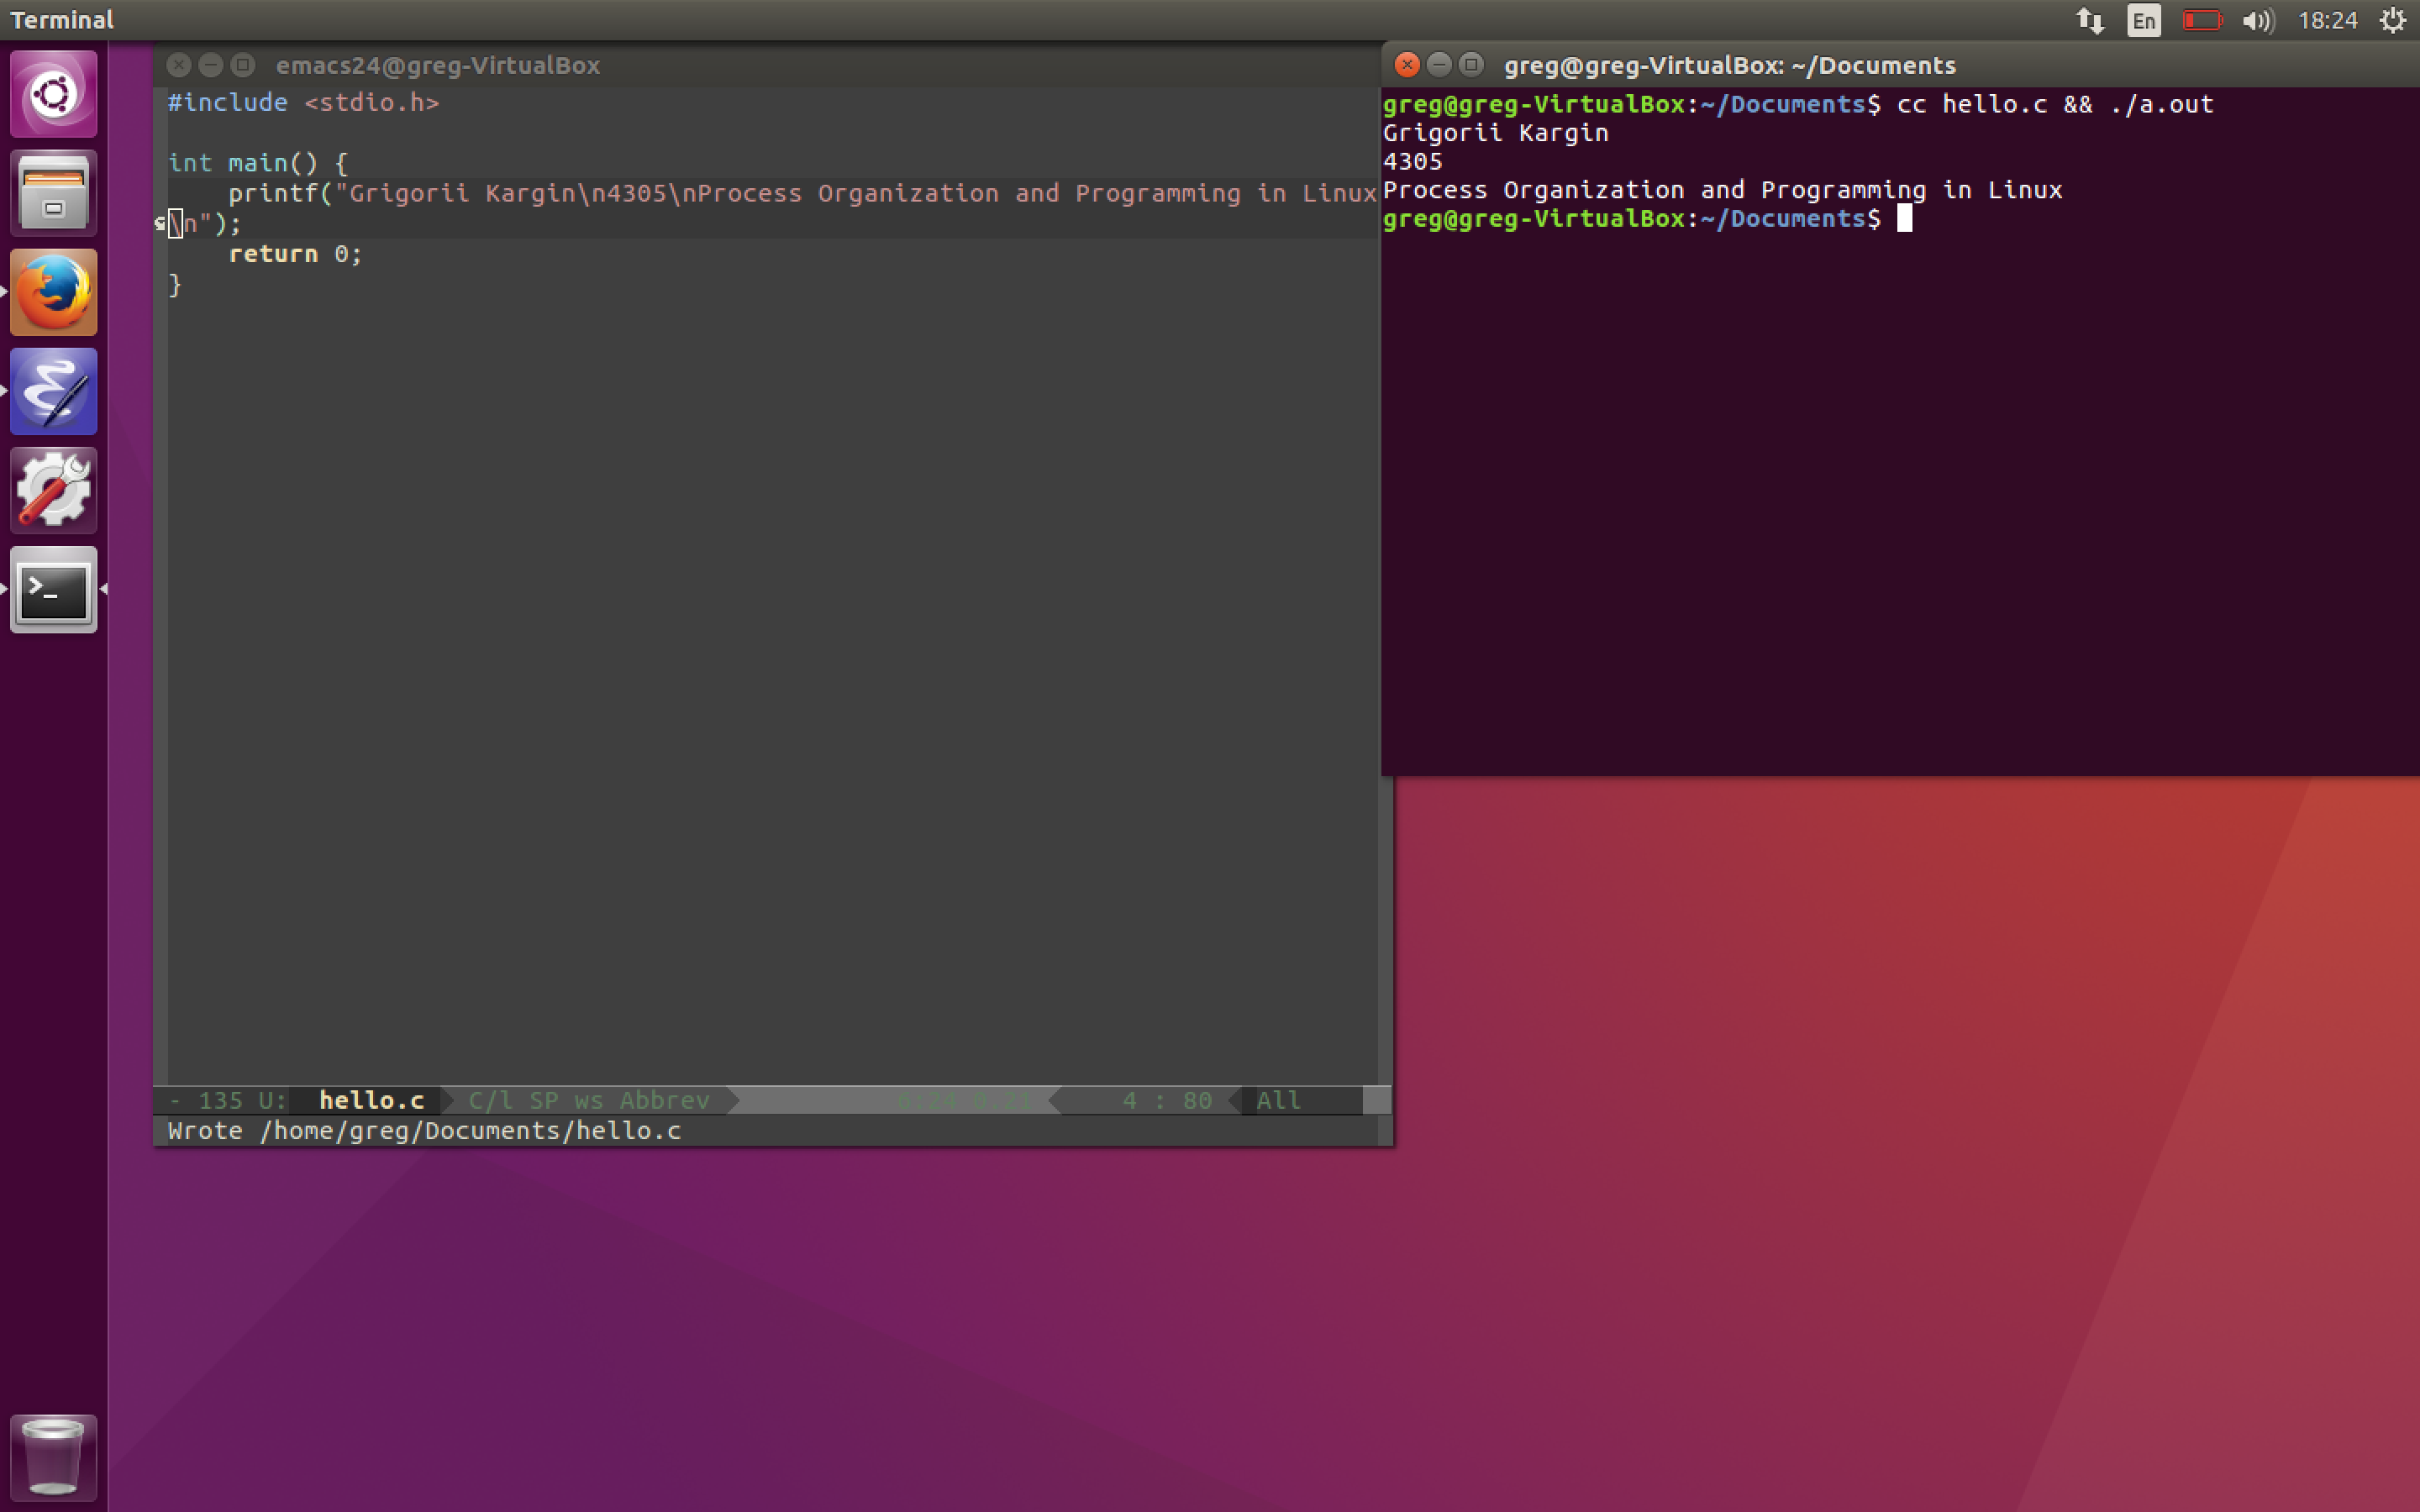 Terminal
En
18:24
emacs24@greg-VirtualBox
#include <stdio.h>
int main() {
    printf("Grigorii Kargin\n4305\nProcess Organization and Programming in Linux
\n");
    return 0;
}
- 135 U: hello.c C/l SP ws Abbrev 4 : 80 All
Wrote /home/greg/Documents/hello.c
greg@greg-VirtualBox: ~/Documents
greg@greg-VirtualBox:~/Documents$ cc hello.c && ./a.out
Grigorii Kargin
4305
Process Organization and Programming in Linux
greg@greg-VirtualBox:~/Documents$